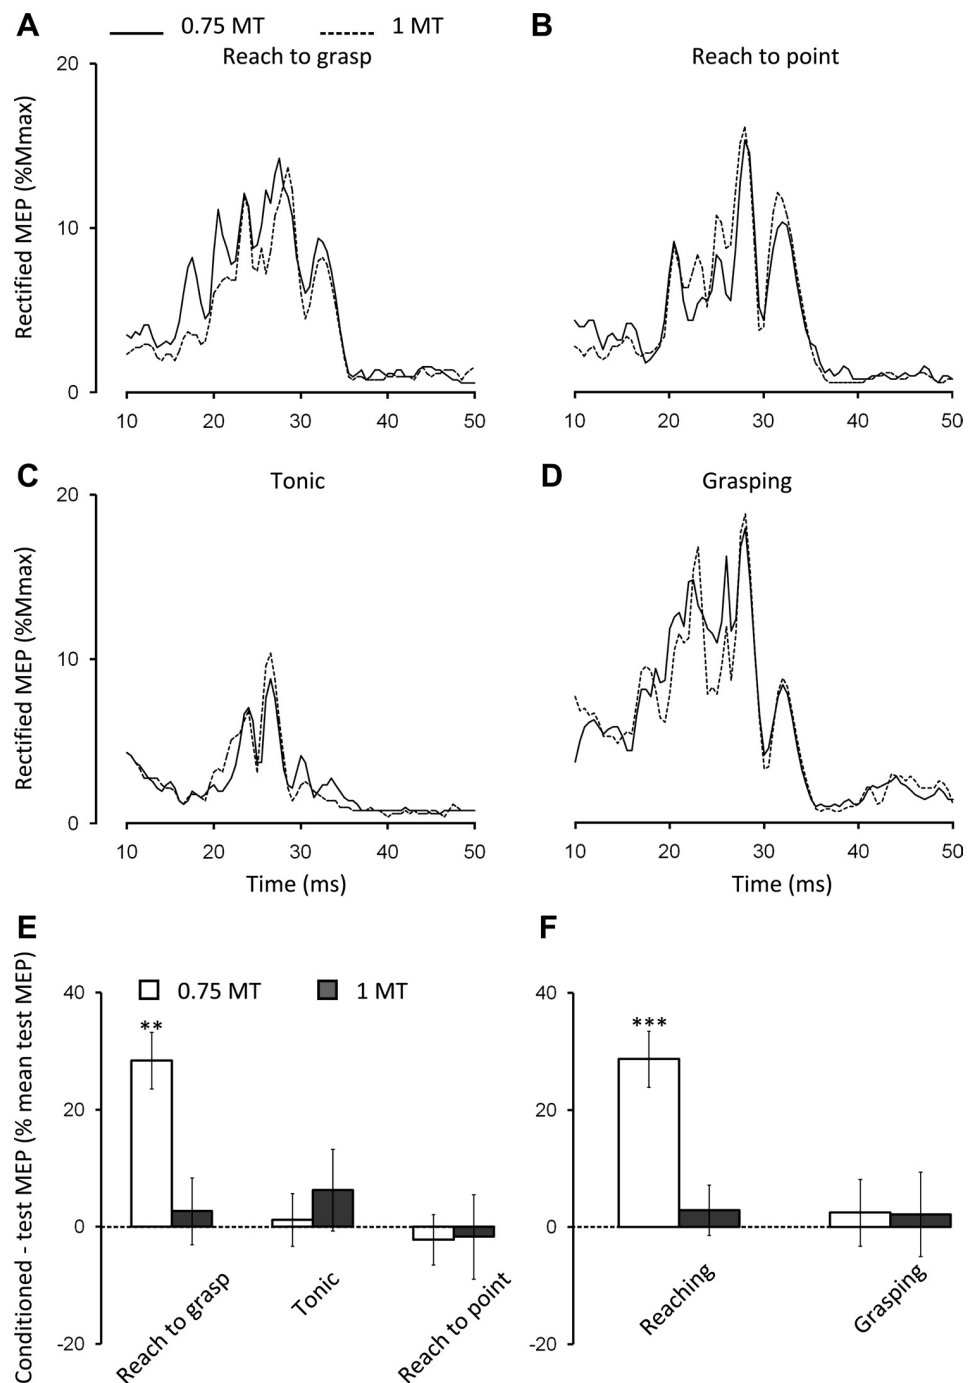 A 0.75 MT 1 MT B
Reach to grasp Reach to point
20
10
0
Rectified MEP (%Mmax)
10 20 30 40 50 10 20 30 40 50
C Tonic D Grasping
20
10
0
Rectified MEP (%Mmax)
10 20 30 40 50 10 20 30 40 50
Time (ms) Time (ms)
E F
Conditioned - test MEP (% mean test MEP)
0.75 MT 1 MT
40 40
** ***
20 20
0 0
-20 -20
Reach to grasp Tonic Reach to point Reaching Grasping